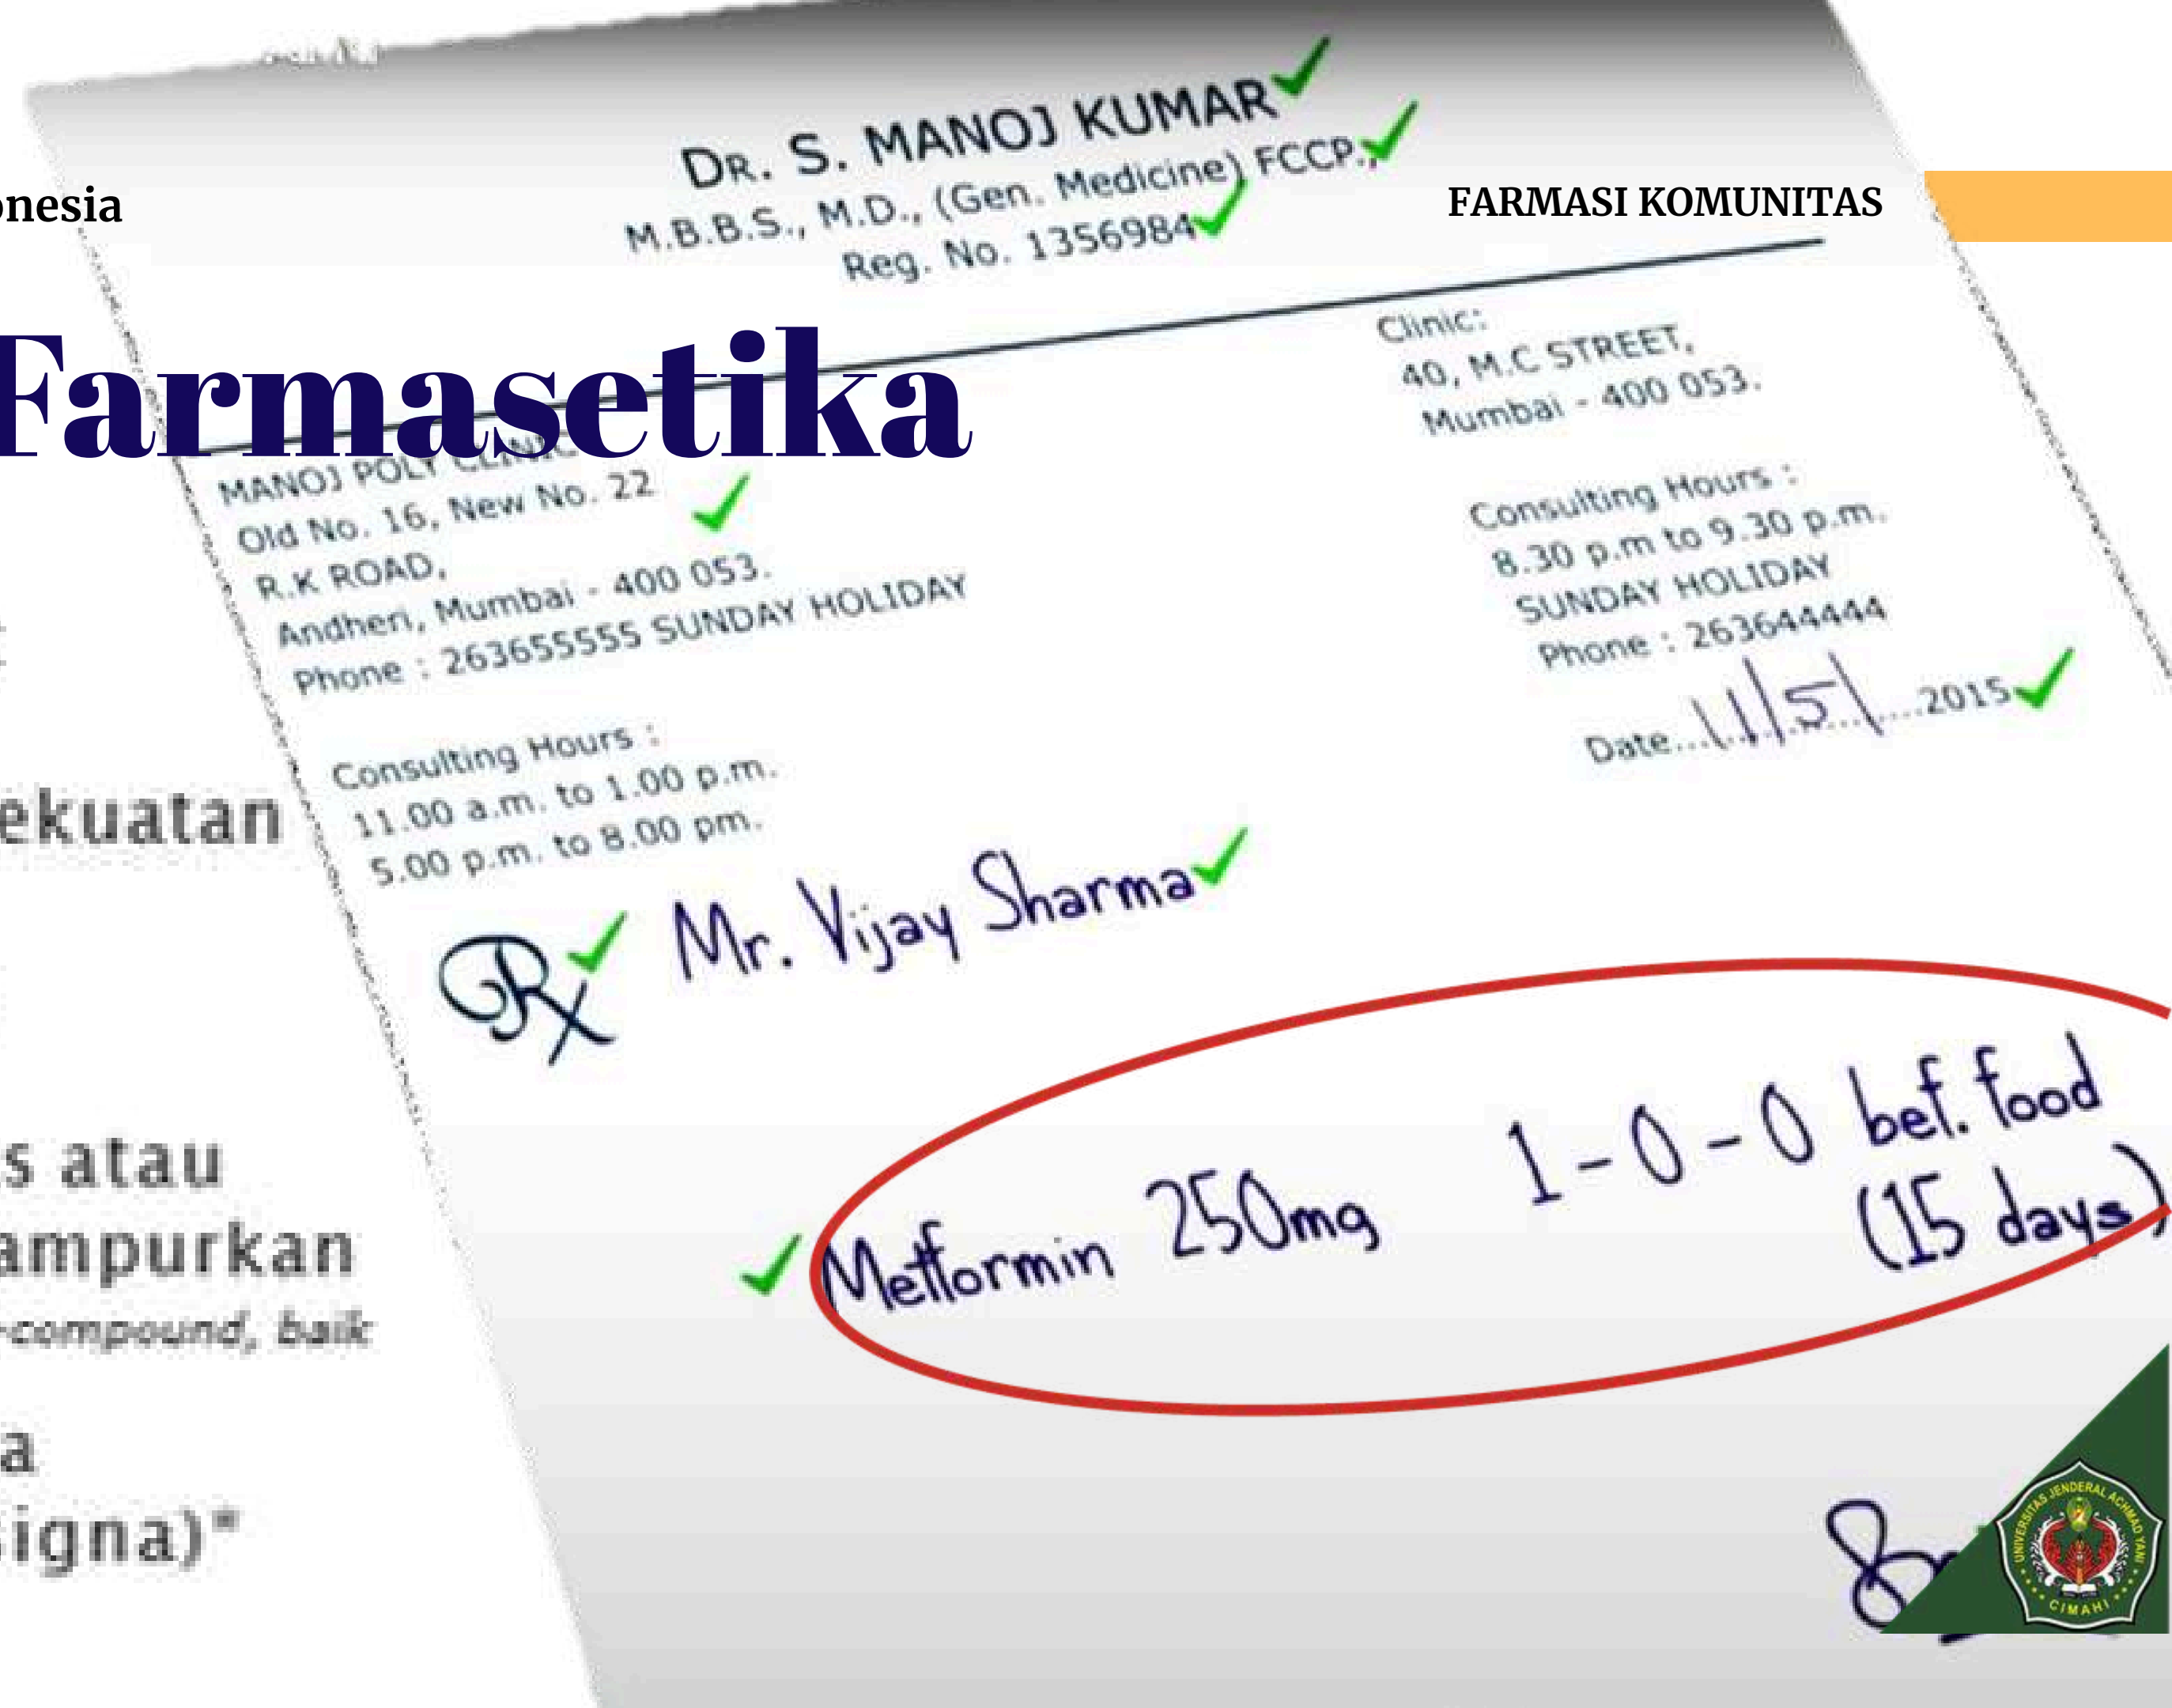 DR. S. MANOJ KUMAR
M.B.B.S., M.D., (Gen. Medicine) FCCP.,
Reg. No. 1356984
onesia
FARMASI KOMUNITAS
Farmasetika
Clinic:
40, M.C STREET,
Mumbai - 400 053.
Consulting Hours :
8.30 p.m to 9.30 p.m.
SUNDAY HOLIDAY
Phone : 263644444
Date...11/5/....2015
MANOJ POLY CLINIC
Old No. 16, New No. 22
R.K ROAD,
Andheri, Mumbai - 400 053.
Phone : 263655555 SUNDAY HOLIDAY
Consulting Hours :
11.00 a.m. to 1.00 p.m.
5.00 p.m. to 8.00 pm.
ekuatan
s atau
ampurkan
-compound, baik
a
igna)*
Rx Mr. Vijay Sharma
Metformin 250mg 1-0-0 bef. food
(15 days)
UNIVERSITAS JENDERAL ACHMAD YANI
CIMAHI